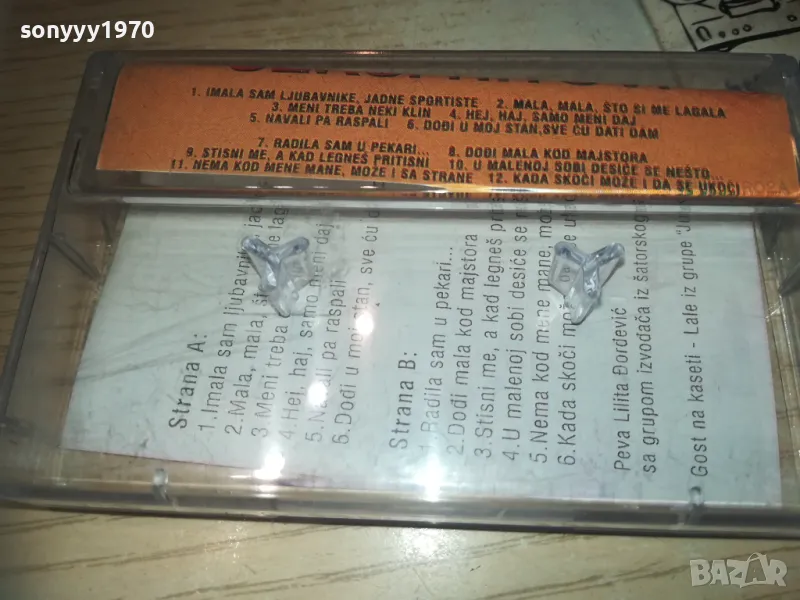 sonyyy1970
1. IMALA SAM LJUBAVNIKE, JADNE SPORTISTE 2. MALA, MALA, ŠTO SI ME LAGALA
3. MENI TREBA NEKI KLIN 4. HEJ, HAJ, SAMO MENI DAJ
5. NAVALI PA RASPALI 6. DOĐI U MOJ STAN, SVE ĆU DATI DAM
7. RADILA SAM U PEKARI... 8. DOĐI MALA KOD MAJSTORA
9. STISNI ME, A KAD LEGNEŠ PRITISNI 10. U MALENOJ SOBI DESIĆE SE NEŠTO...
11. NEMA KOD MENE MANE, MOŽE I SA STRANE 12. KADA SKOČI MOŽE I DA SE UKOČI
Strana A:
1. Imala sam ljubavnike, jad
2. Mala, mala,
3. Meni treba
4. Hej, haj, samo meni daj
5. Navali pa raspali
6. Dođi u moj stan, sve ću
Strana B:
1. Radila sam u pekari...
2. Dođi mala kod majstora
3. Stisni me, a kad legneš
4. U malenoj sobi desiće se
5. Nema kod mene mane,
6. Kada skoči
Peva Lilita Đorđević
sa grupom izvođača iz šatorskog
Gost na kaseti - Lale iz grupe
BAZAR